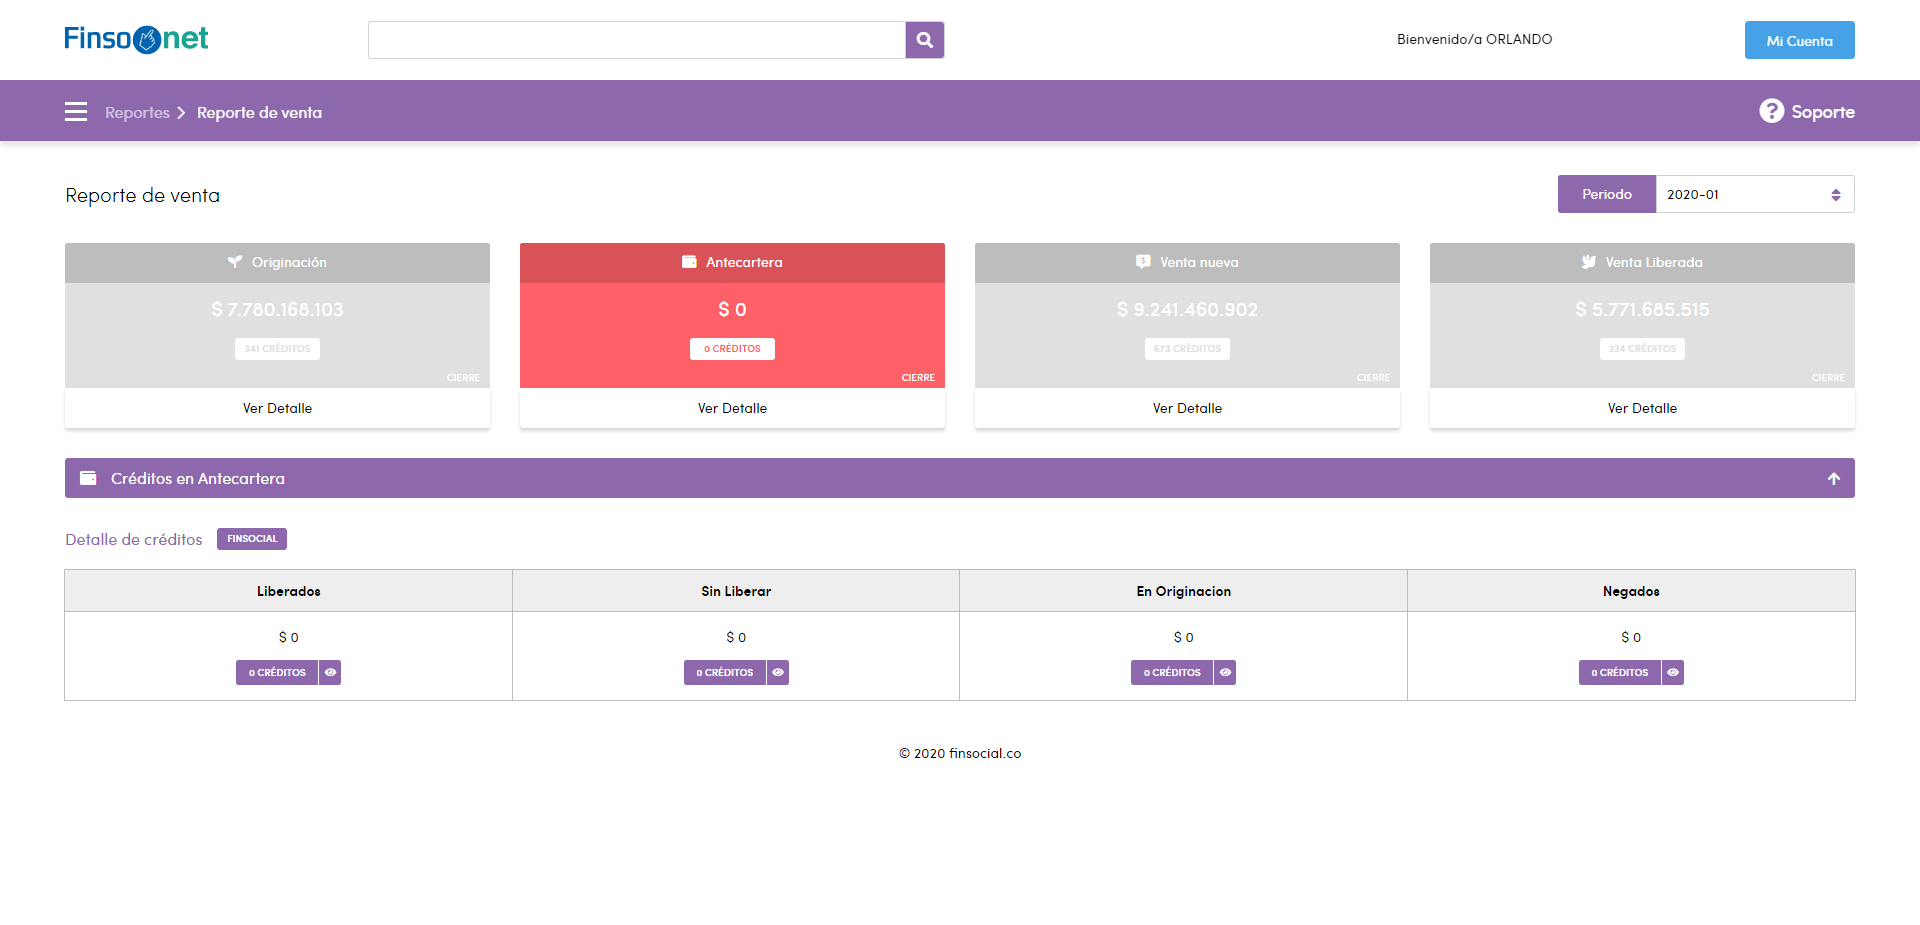 Finsonet
Bienvenido/a ORLANDO
Mi Cuenta
Reportes Reporte de venta
Soporte
Reporte de venta
Periodo 2020-01
Originación
$ 7.780.168.103
341 CRÉDITOS
CIERRE
Ver Detalle
Antecartera
$ 0
0 CRÉDITOS
CIERRE
Ver Detalle
Venta nueva
$ 9.241.460.902
673 CRÉDITOS
CIERRE
Ver Detalle
Venta Liberada
$ 5.771.685.515
234 CRÉDITOS
CIERRE
Ver Detalle
Créditos en Antecartera
Detalle de créditos FINSOCIAL
Liberados Sin Liberar En Originacion Negados
$ 0 $ 0 $ 0 $ 0
0 CRÉDITOS 0 CRÉDITOS 0 CRÉDITOS 0 CRÉDITOS
© 2020 finsocial.co